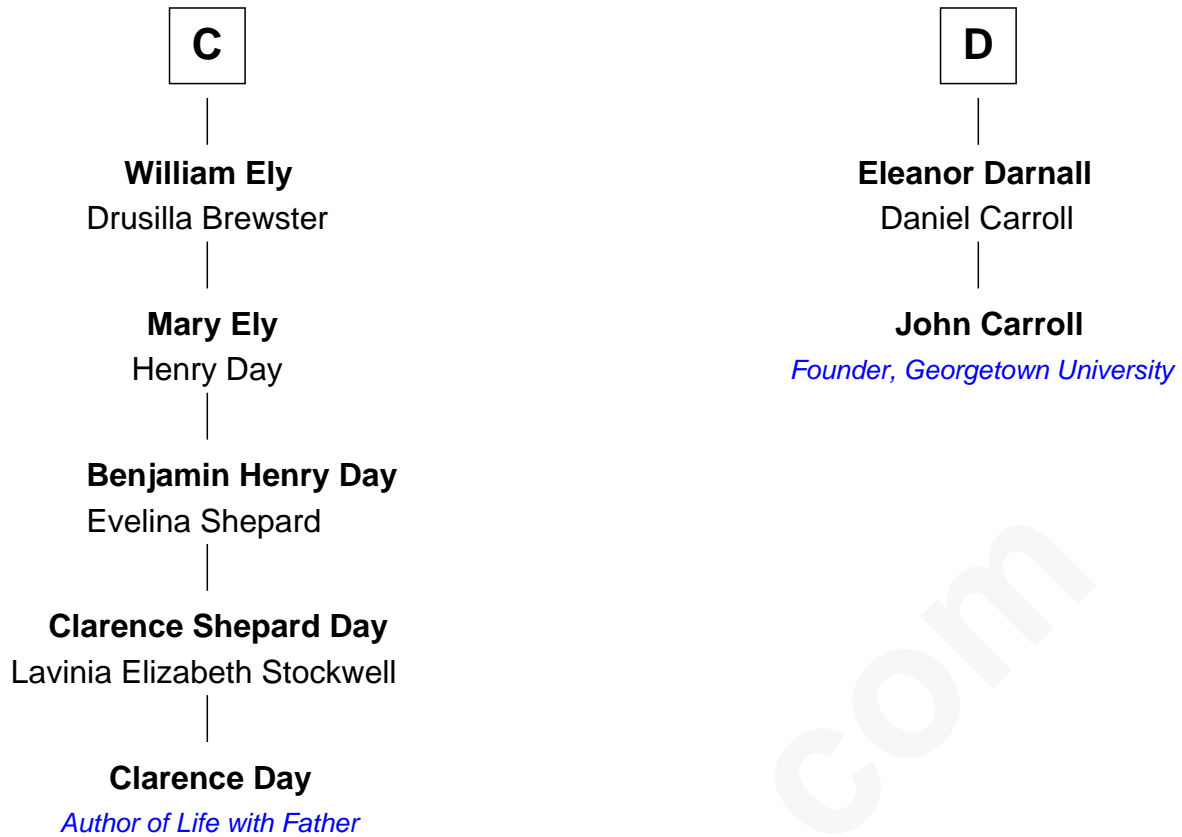 C
William Ely
Drusilla Brewster
Mary Ely
Henry Day
Benjamin Henry Day
Evelina Shepard
Clarence Shepard Day
Lavinia Elizabeth Stockwell
Clarence Day
Author of Life with Father
D
Eleanor Darnall
Daniel Carroll
John Carroll
Founder, Georgetown University
com